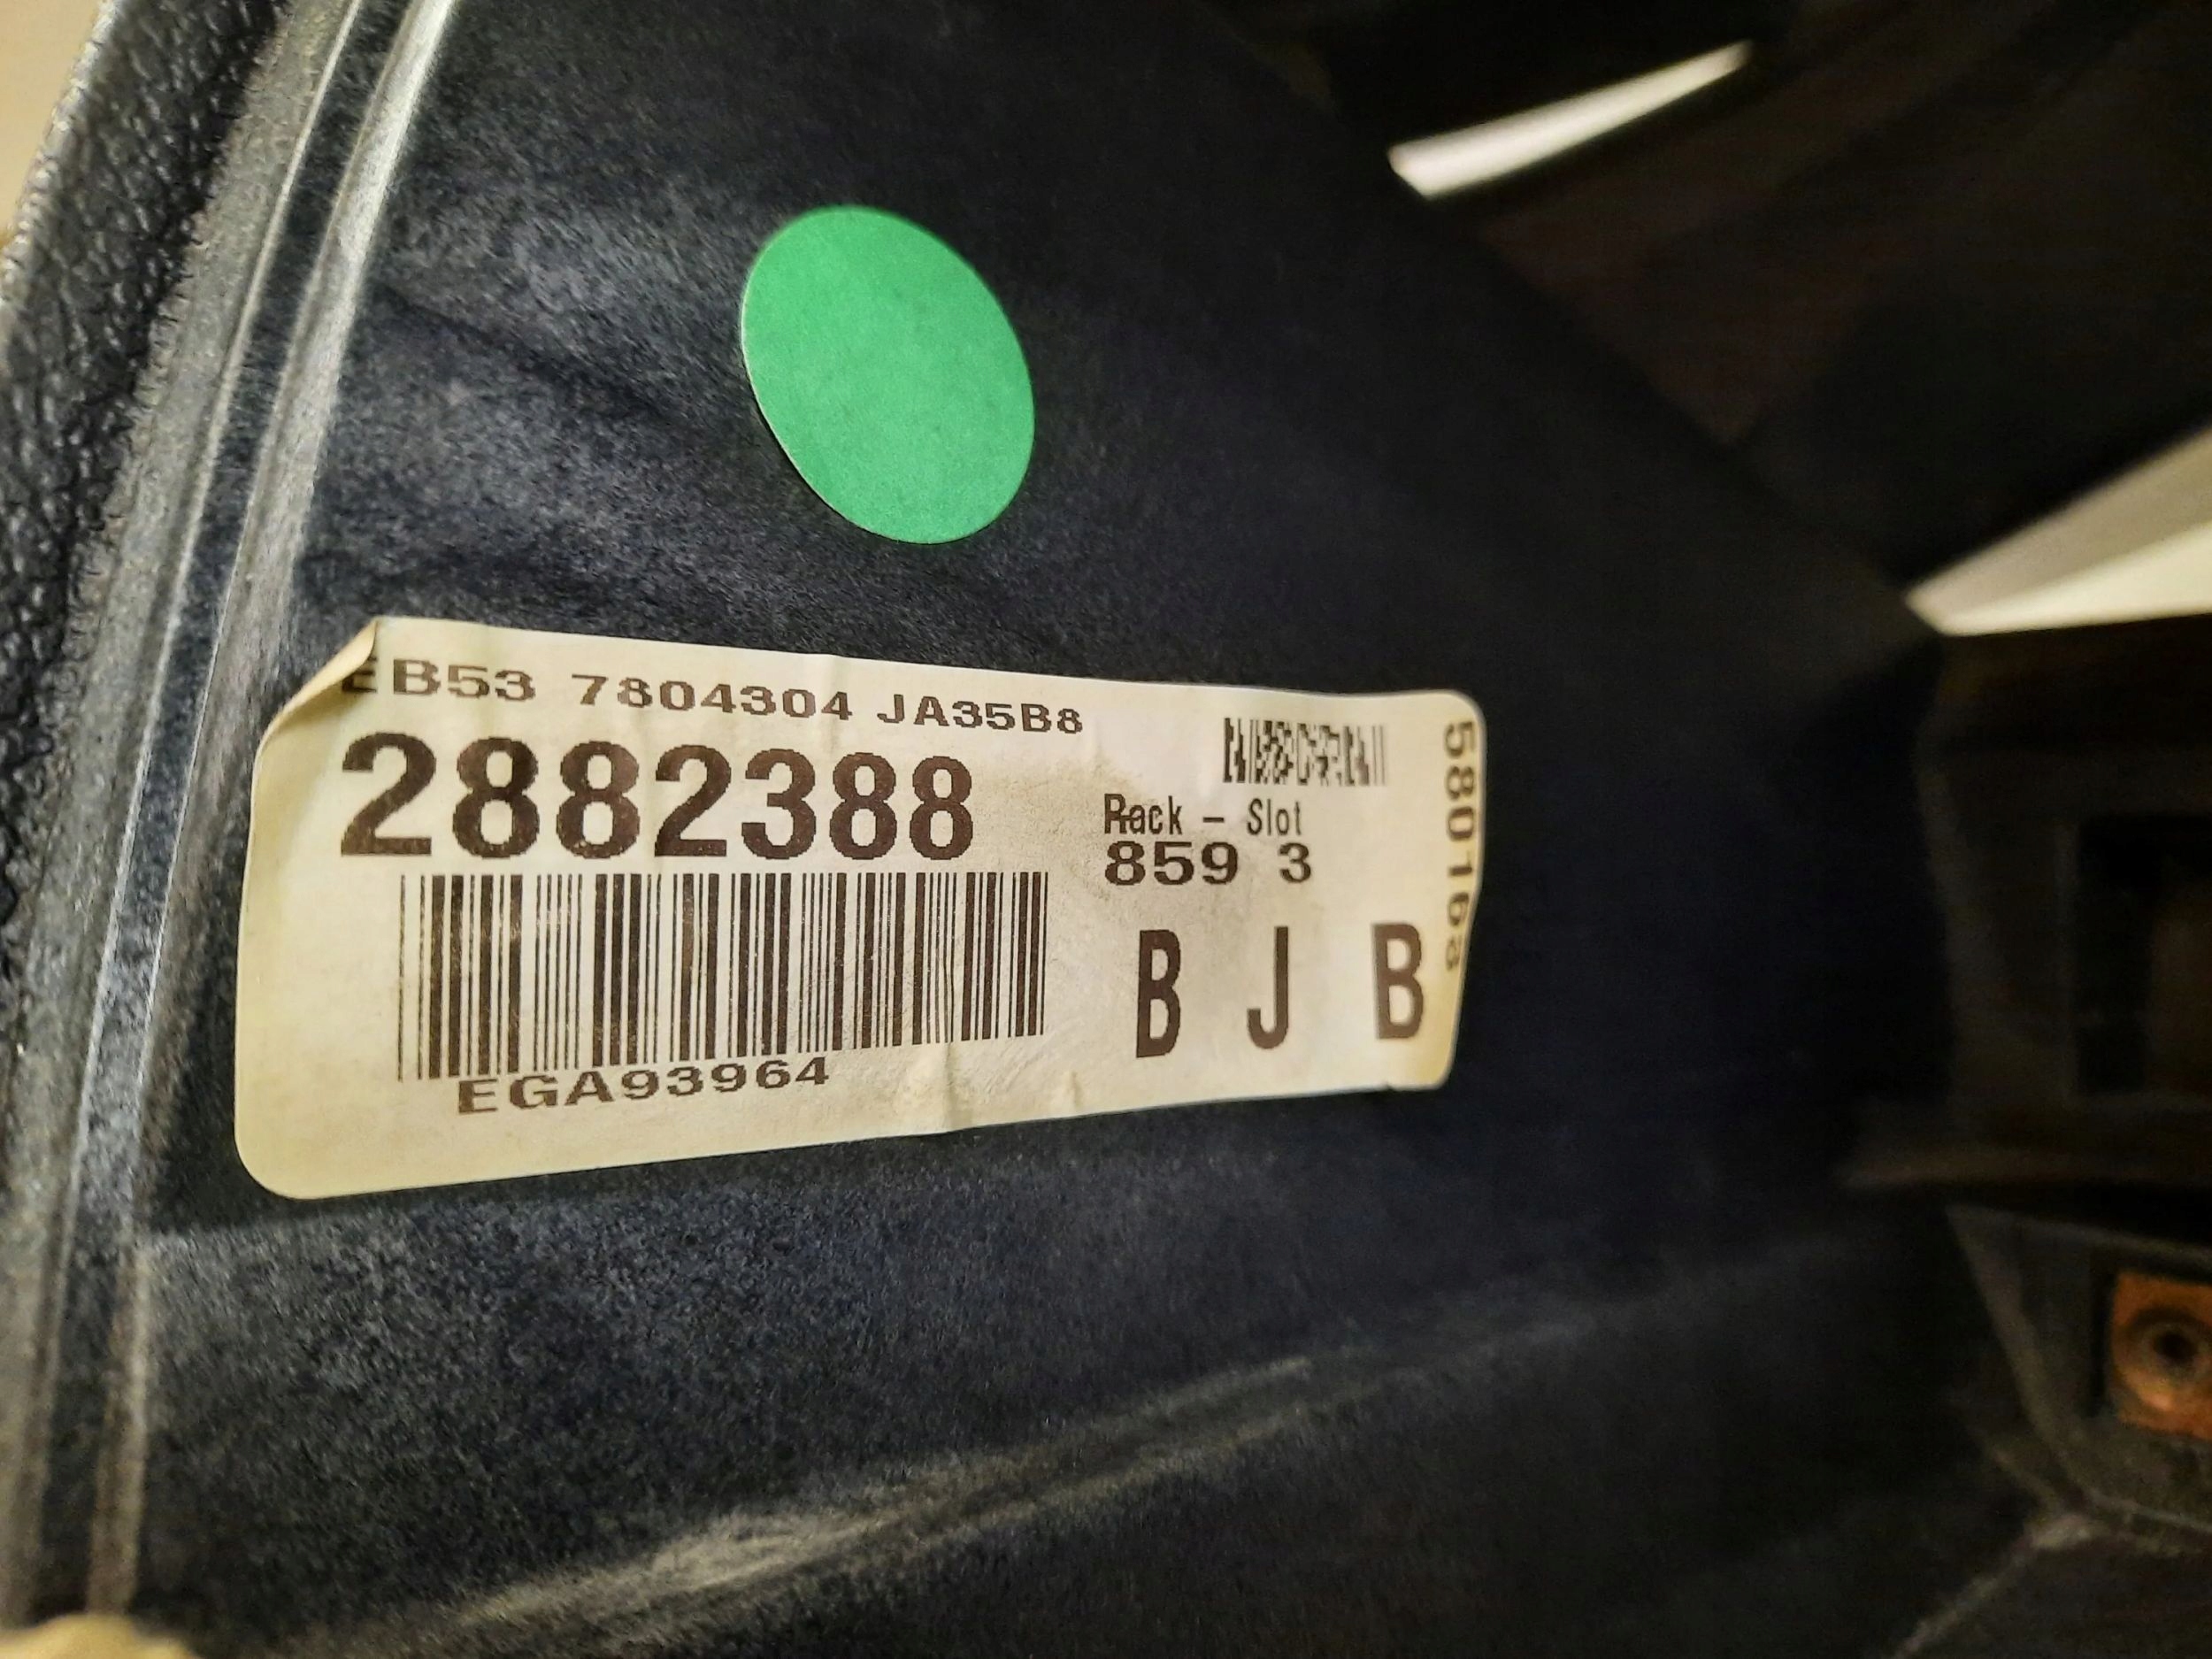 EB53 7804304 JA35B8
2882388
Rack - Slot
859 3
B J B
EGA93964
580163